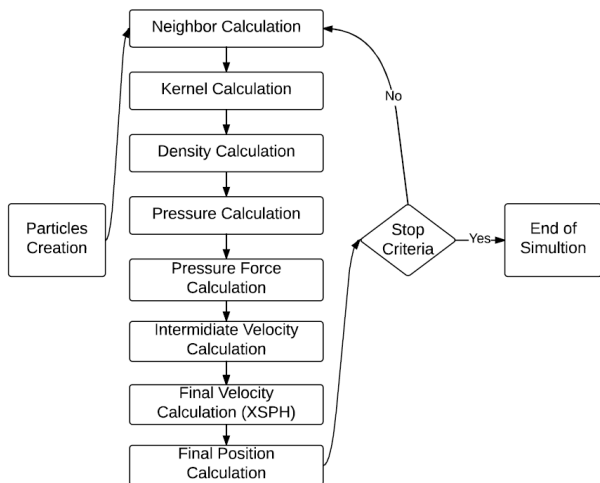 Neighbor Calculation
Kernel Calculation
No
Density Calculation
Particles
Creation
Pressure Calculation
Stop
Criteria
Yes
End of
Simultion
Pressure Force
Calculation
Intermidiate Velocity
Calculation
Final Velocity
Calculation (XSPH)
Final Position
Calculation